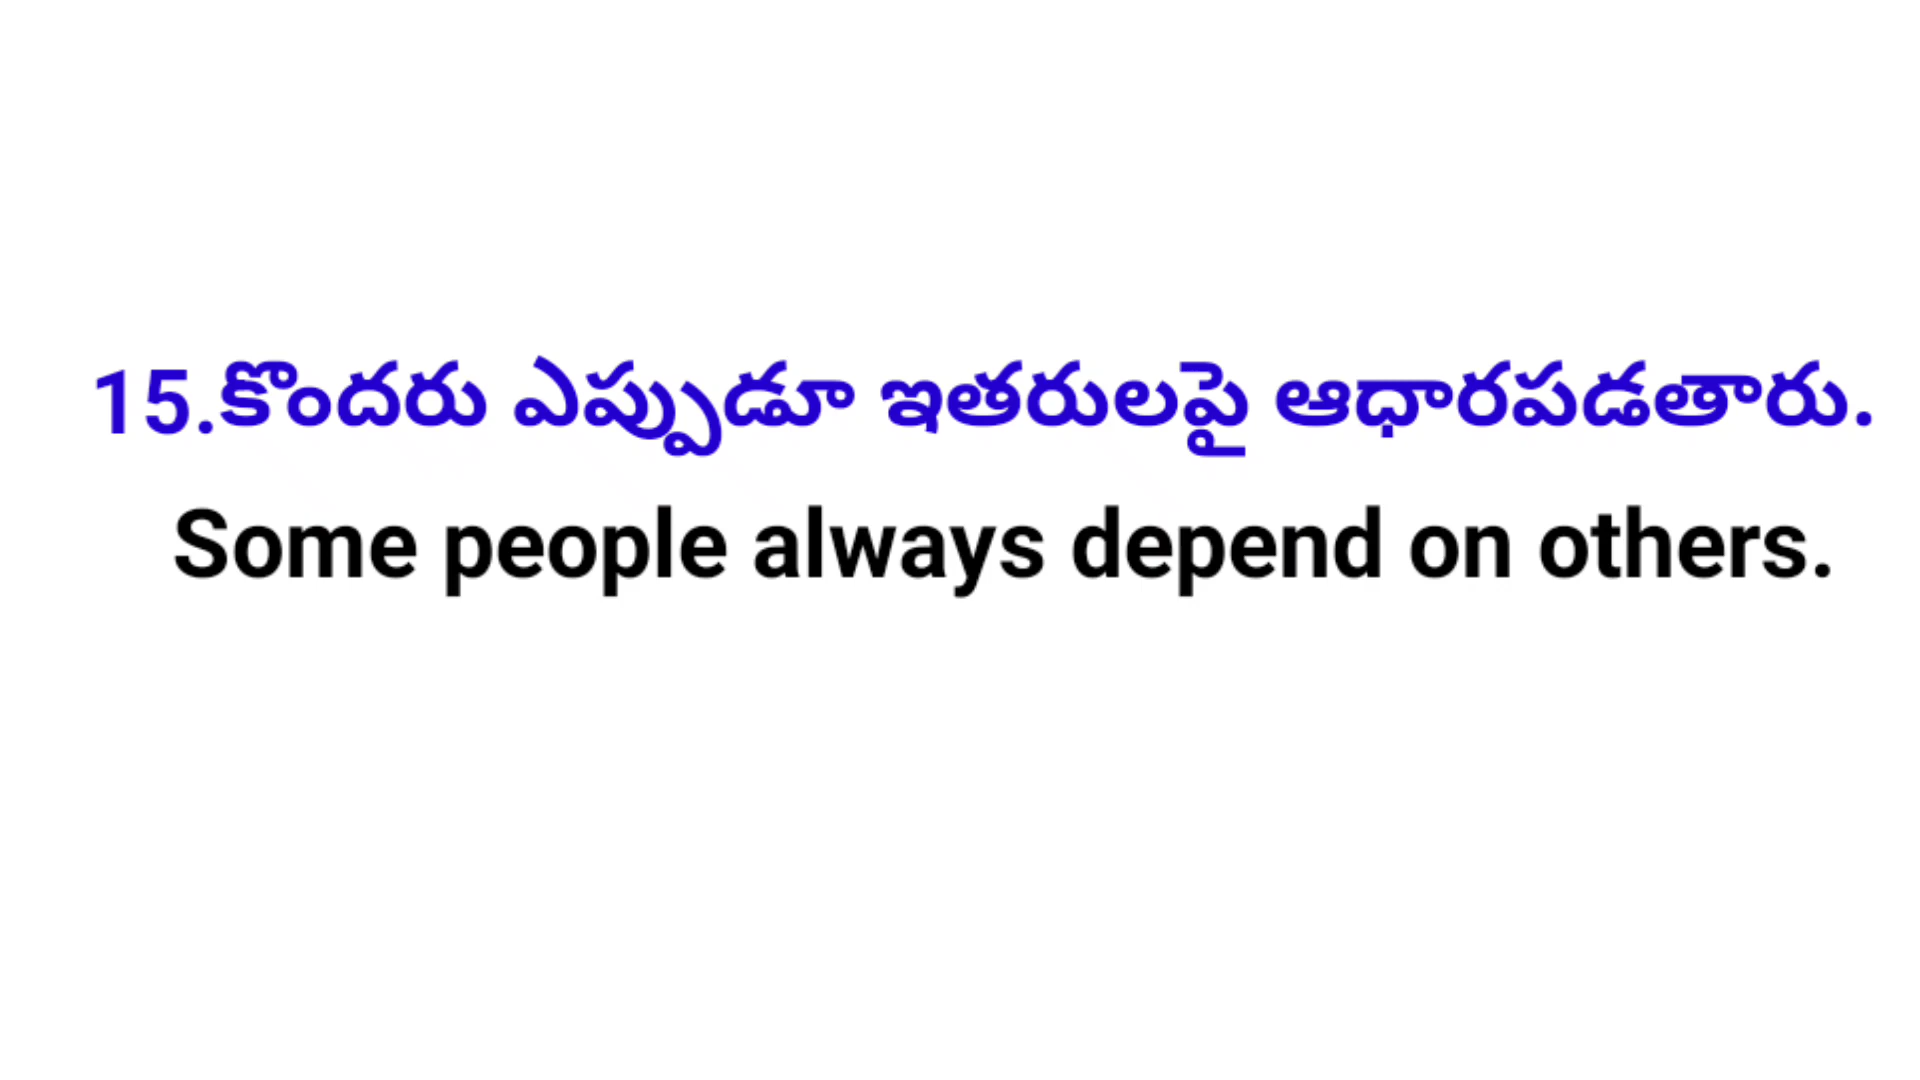 15.కొందరు ఎప్పుడూ ఇతరులపై ఆధారపడతారు.
Some people always depend on others.